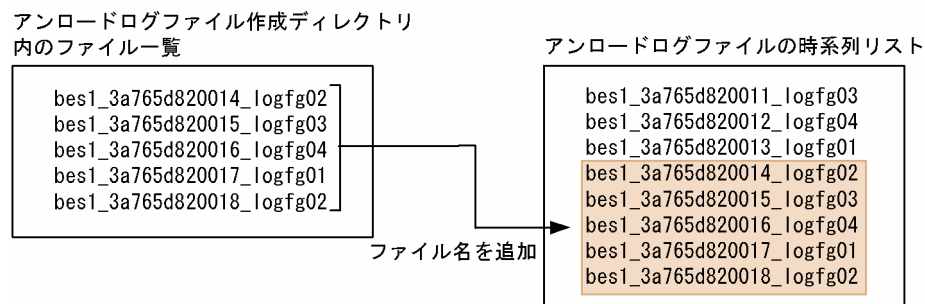 アンロードログファイル作成ディレクトリ
内のファイル一覧
bes1_3a765d820014_logfg02
bes1_3a765d820015_logfg03
bes1_3a765d820016_logfg04
bes1_3a765d820017_logfg01
bes1_3a765d820018_logfg02
ファイル名を追加
アンロードログファイルの時系列リスト
bes1_3a765d820011_logfg03
bes1_3a765d820012_logfg04
bes1_3a765d820013_logfg01
bes1_3a765d820014_logfg02
bes1_3a765d820015_logfg03
bes1_3a765d820016_logfg04
bes1_3a765d820017_logfg01
bes1_3a765d820018_logfg02